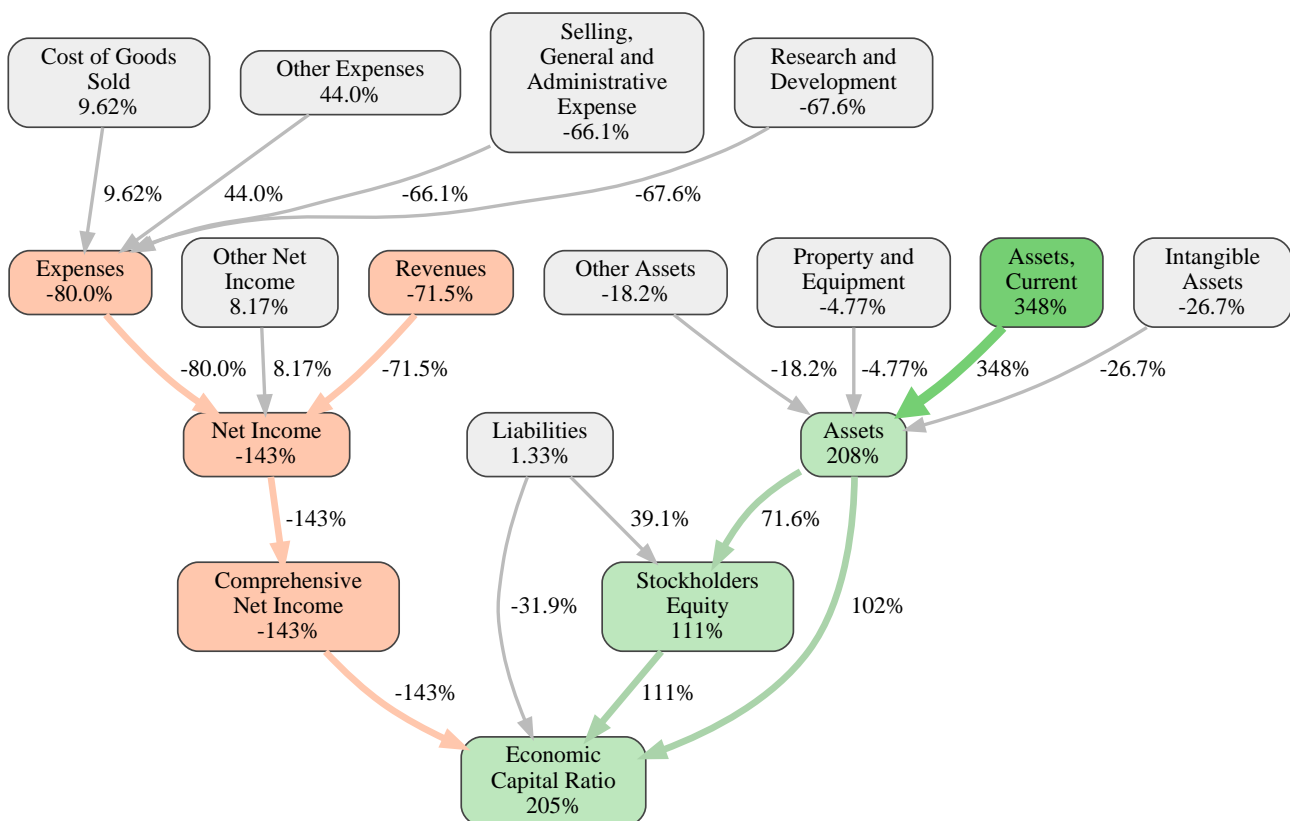 Cost of Goods
Sold
9.62%
Other Expenses
44.0%
Selling,
General and
Administrative
Expense
-66.1%
Research and
Development
-67.6%
9.62%
44.0%
-66.1%
-67.6%
Expenses
-80.0%
Other Net
Income
8.17%
Revenues
-71.5%
Other Assets
-18.2%
Property and
Equipment
-4.77%
Assets,
Current
348%
Intangible
Assets
-26.7%
-80.0%
8.17%
-71.5%
-18.2%
-4.77%
348%
-26.7%
Net Income
-143%
Liabilities
1.33%
Assets
208%
-143%
39.1%
71.6%
Comprehensive
Net Income
-143%
-31.9%
Stockholders
Equity
111%
102%
-143%
111%
Economic
Capital Ratio
205%